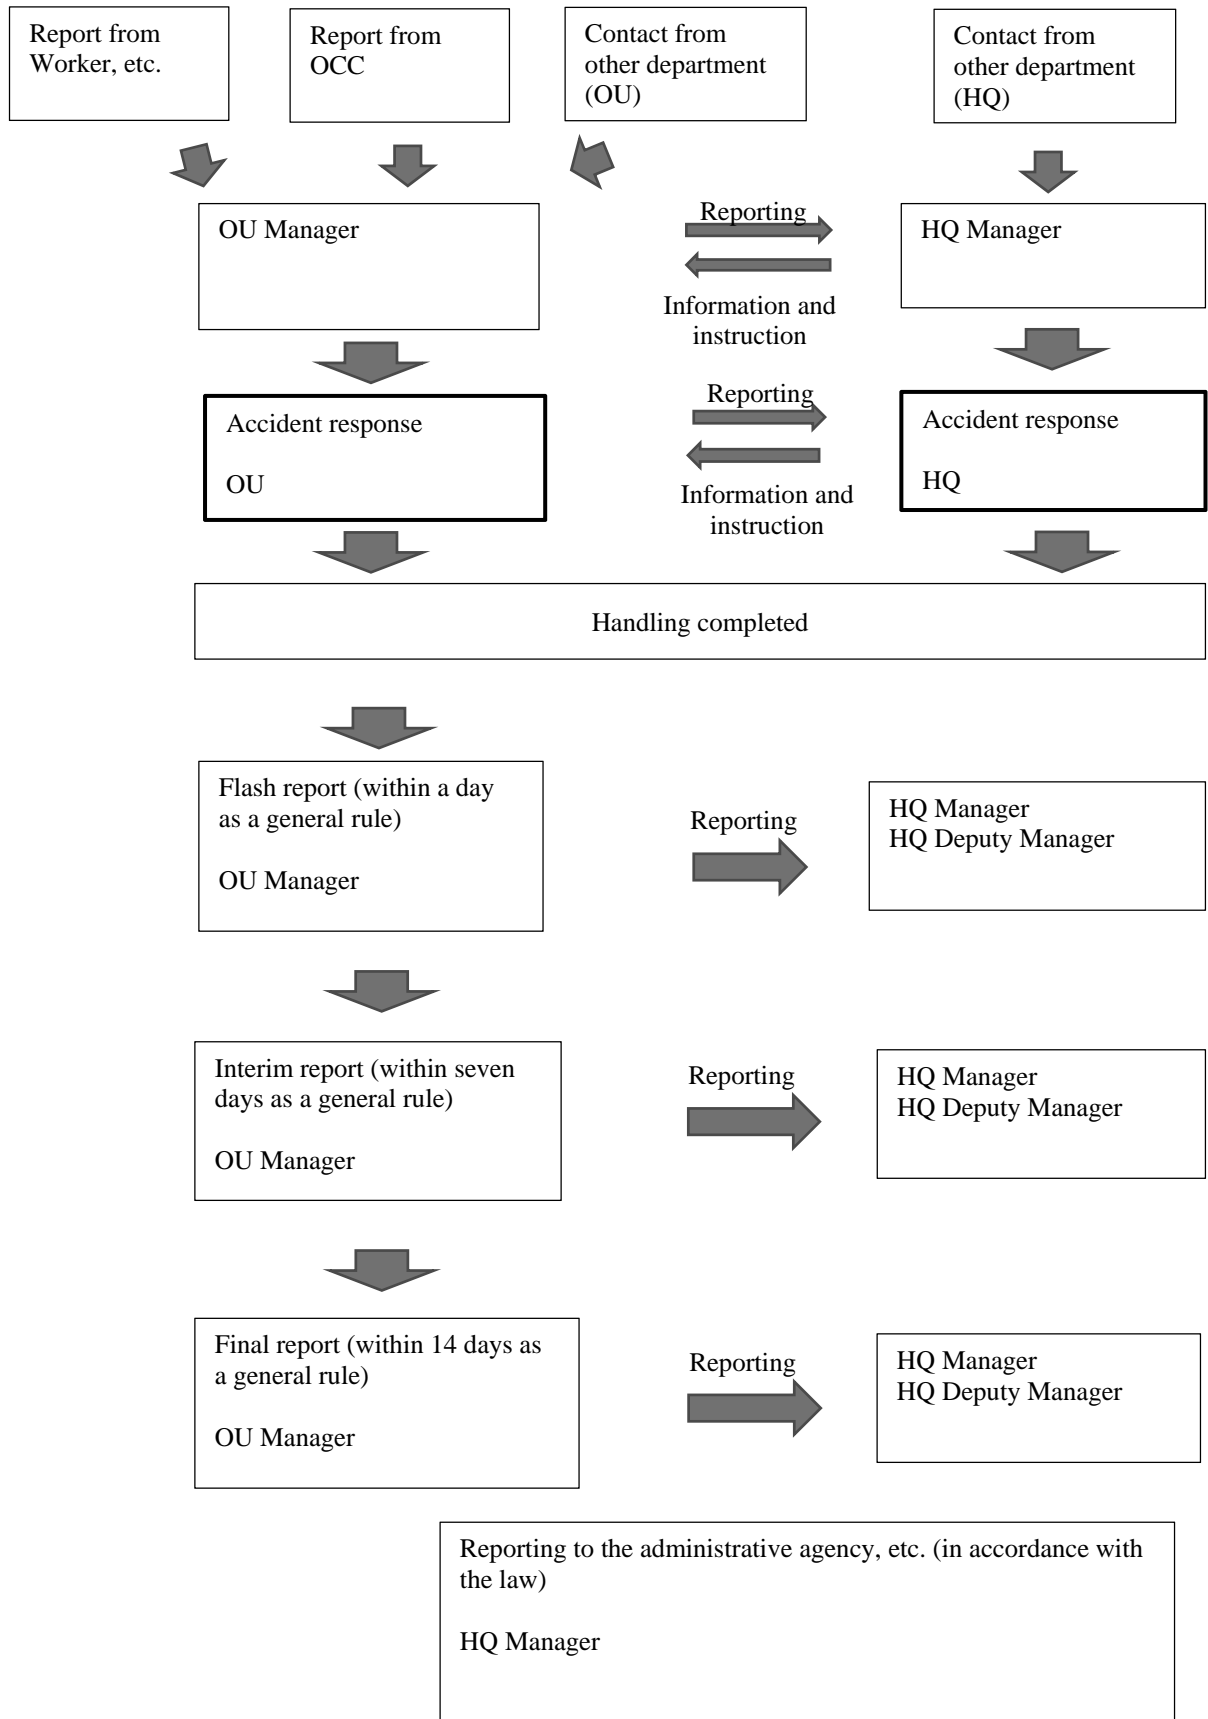 Report from
Worker, etc.
Report from
OCC
Contact from
other department
(OU)
Contact from
other department
(HQ)
OU Manager
Reporting
HQ Manager
Information and
instruction
Accident response
OU
Reporting
Accident response
HQ
Information and
instruction
Handling completed
Flash report (within a day
as a general rule)
OU Manager
Reporting
HQ Manager
HQ Deputy Manager
Interim report (within seven
days as a general rule)
OU Manager
Reporting
HQ Manager
HQ Deputy Manager
Final report (within 14 days as
a general rule)
OU Manager
Reporting
HQ Manager
HQ Deputy Manager
Reporting to the administrative agency, etc. (in accordance with
the law)
HQ Manager